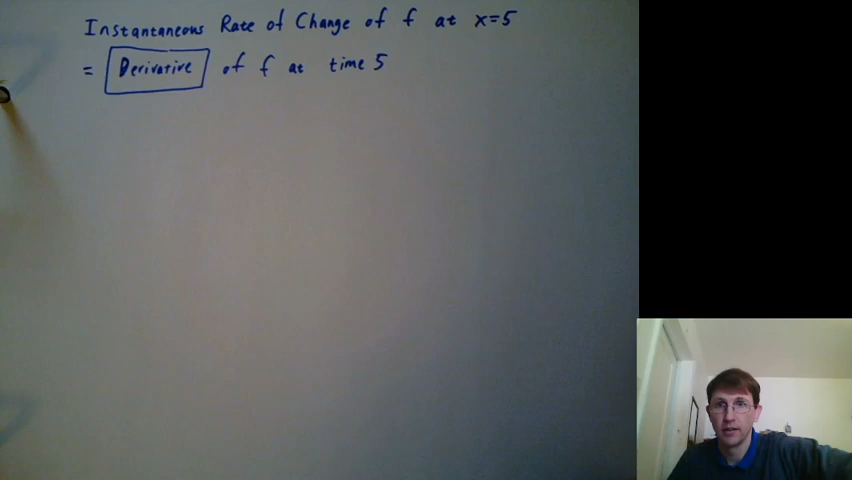 Instantaneous Rate of Change of f at x=5
= Derivative of f at time 5